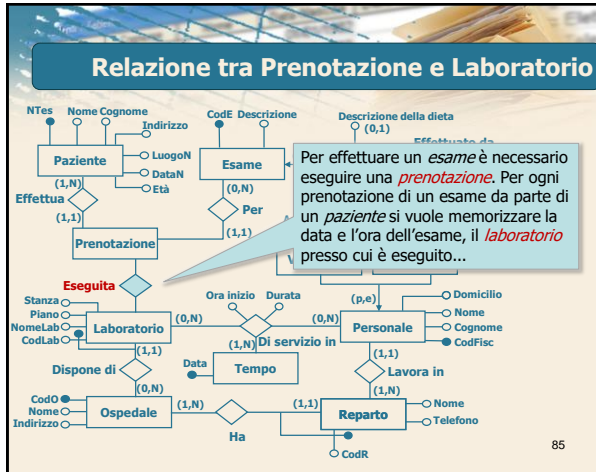 Relazione tra Prenotazione e Laboratorio
NTes Nome Cognome
Indirizzo
LuogoN
DataN
Età
Paziente
(1,N)
Effettua
(1,1)
Prenotazione
CodE Descrizione
Esame
(0,N)
Per
(1,1)
Descrizione della dieta
(0,1)
Effettuato da
Per effettuare un esame è necessario
eseguire una prenotazione. Per ogni
prenotazione di un esame da parte di
un paziente si vuole memorizzare la
data e l'ora dell'esame, il laboratorio
presso cui è eseguito...
Eseguita
Stanza
Piano
NomeLab
CodLab
Laboratorio
(0,N)
Ora inizio
Durata
(0,N)
Di servizio in
(1,N)
Data
Tempo
(p,e)
Personale
Domicilio
Nome
Cognome
CodFisc
(1,1)
Dispone di
(0,N)
(1,1)
Lavora in
(1,N)
CodO
Nome
Indirizzo
Ospedale
(1,N)
Ha
(1,1)
Reparto
Nome
Telefono
CodR
85